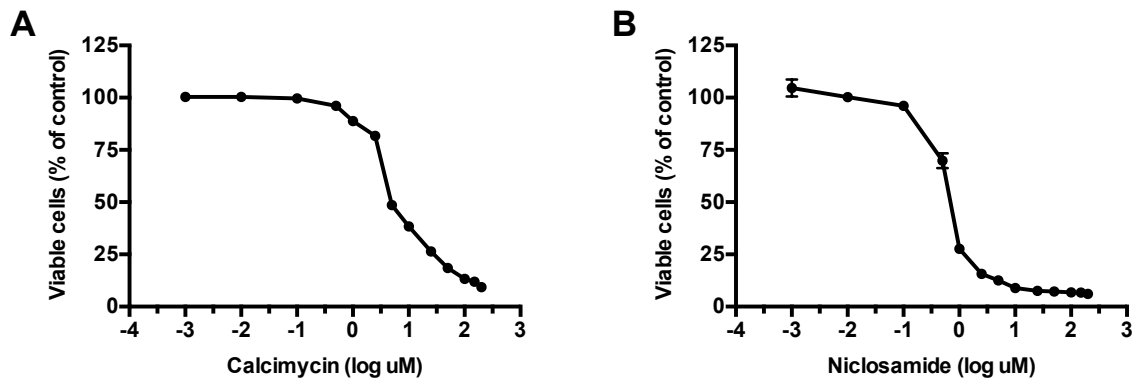 A
Viable cells (% of control)
125
100
75
50
25
0
-4 -3 -2 -1 0 1 2 3
Calcimycin (log uM)
B
Viable cells (% of control)
125
100
75
50
25
0
-4 -3 -2 -1 0 1 2 3
Niclosamide (log uM)